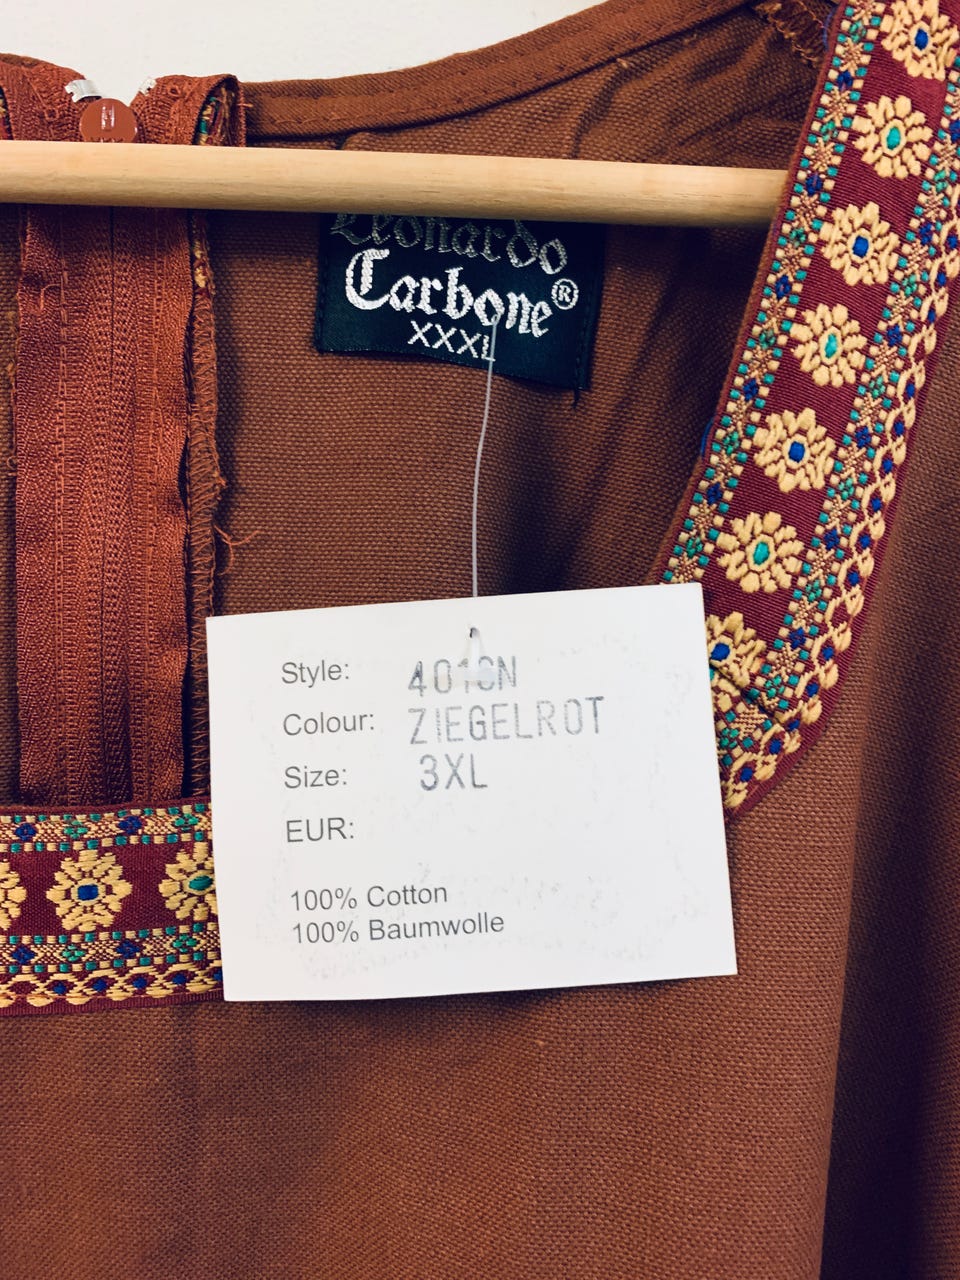 Leonardo
Carbone®
XXXL
Style:
Colour: ZIEGELROT
Size: 3XL
EUR:
100% Cotton
100% Baumwolle